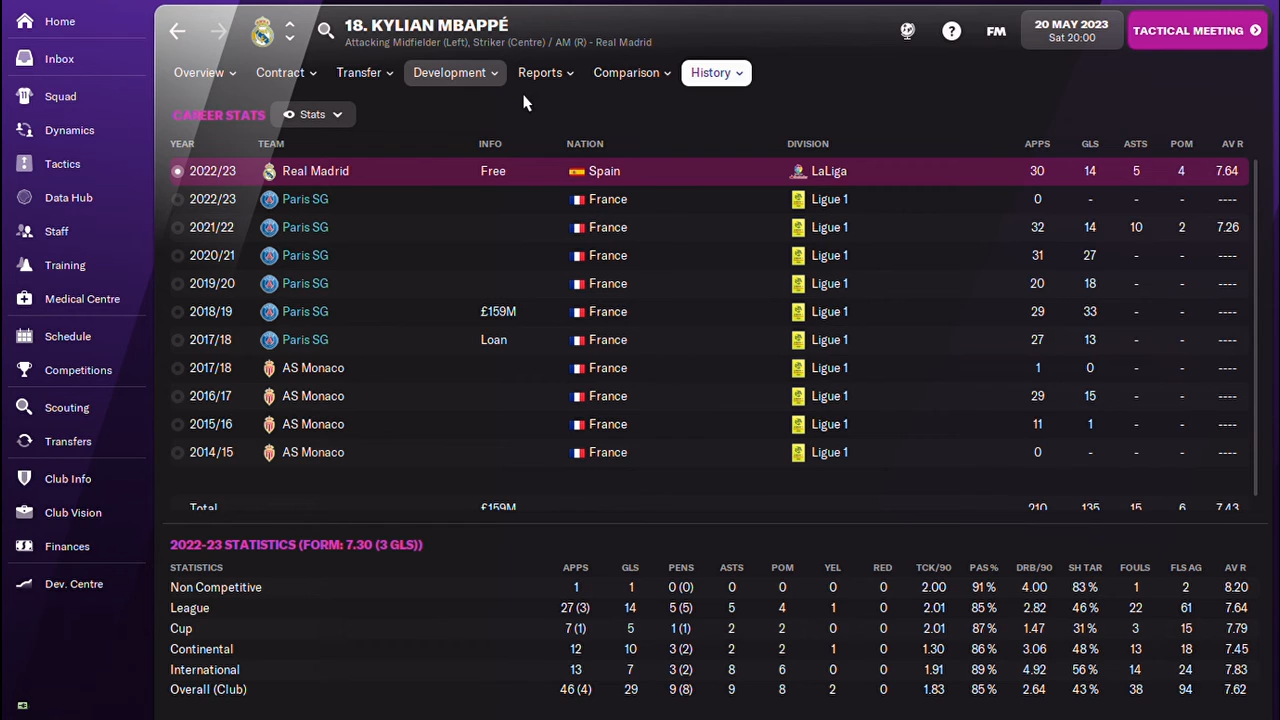 Home
Inbox
Squad
Dynamics
Tactics
Data Hub
Staff
Training
Medical Centre
Schedule
Competitions
Scouting
Transfers
Club Info
Club Vision
Finances
Dev. Centre
18. KYLIAN MBAPPÉ
Attacking Midfielder (Left), Striker (Centre) / AM (R) - Real Madrid
? FM 20 MAY 2023 Sat 20:00 TACTICAL MEETING
Overview Contract Transfer Development Reports Comparison History
CAREER STATS Stats
YEAR TEAM INFO NATION DIVISION APPS GLS ASTS POM AV R
2022/23 Real Madrid Free Spain LaLiga 30 14 5 4 7.64
2022/23 Paris SG France Ligue 1 0 - - - ----
2021/22 Paris SG France Ligue 1 32 14 10 2 7.26
2020/21 Paris SG France Ligue 1 31 27 - - ----
2019/20 Paris SG France Ligue 1 20 18 - - ----
2018/19 Paris SG £159M France Ligue 1 29 33 - - ----
2017/18 Paris SG Loan France Ligue 1 27 13 - - ----
2017/18 AS Monaco France Ligue 1 1 0 - - ----
2016/17 AS Monaco France Ligue 1 29 15 - - ----
2015/16 AS Monaco France Ligue 1 11 1 - - ----
2014/15 AS Monaco France Ligue 1 0 - - - ----
Total £159M 210 135 15 6 7.43
2022-23 STATISTICS (FORM: 7.30 (3 GLS))
STATISTICS APPS GLS PENS ASTS POM YEL RED TCK/90 PAS % DRB/90 SH TAR FOULS FLS AG AV R
Non Competitive 1 1 0 (0) 0 0 0 0 2.00 91 % 4.00 83 % 1 2 8.20
League 27 (3) 14 5 (5) 5 4 1 0 2.01 85 % 2.82 46 % 22 61 7.64
Cup 7 (1) 5 1 (1) 2 2 0 0 2.01 87 % 1.47 31 % 3 15 7.79
Continental 12 10 3 (2) 2 2 1 0 1.30 86 % 3.06 48 % 13 18 7.45
International 13 7 3 (2) 8 6 0 0 1.91 89 % 4.92 56 % 14 24 7.83
Overall (Club) 46 (4) 29 9 (8) 9 8 2 0 1.83 85 % 2.64 43 % 38 94 7.62